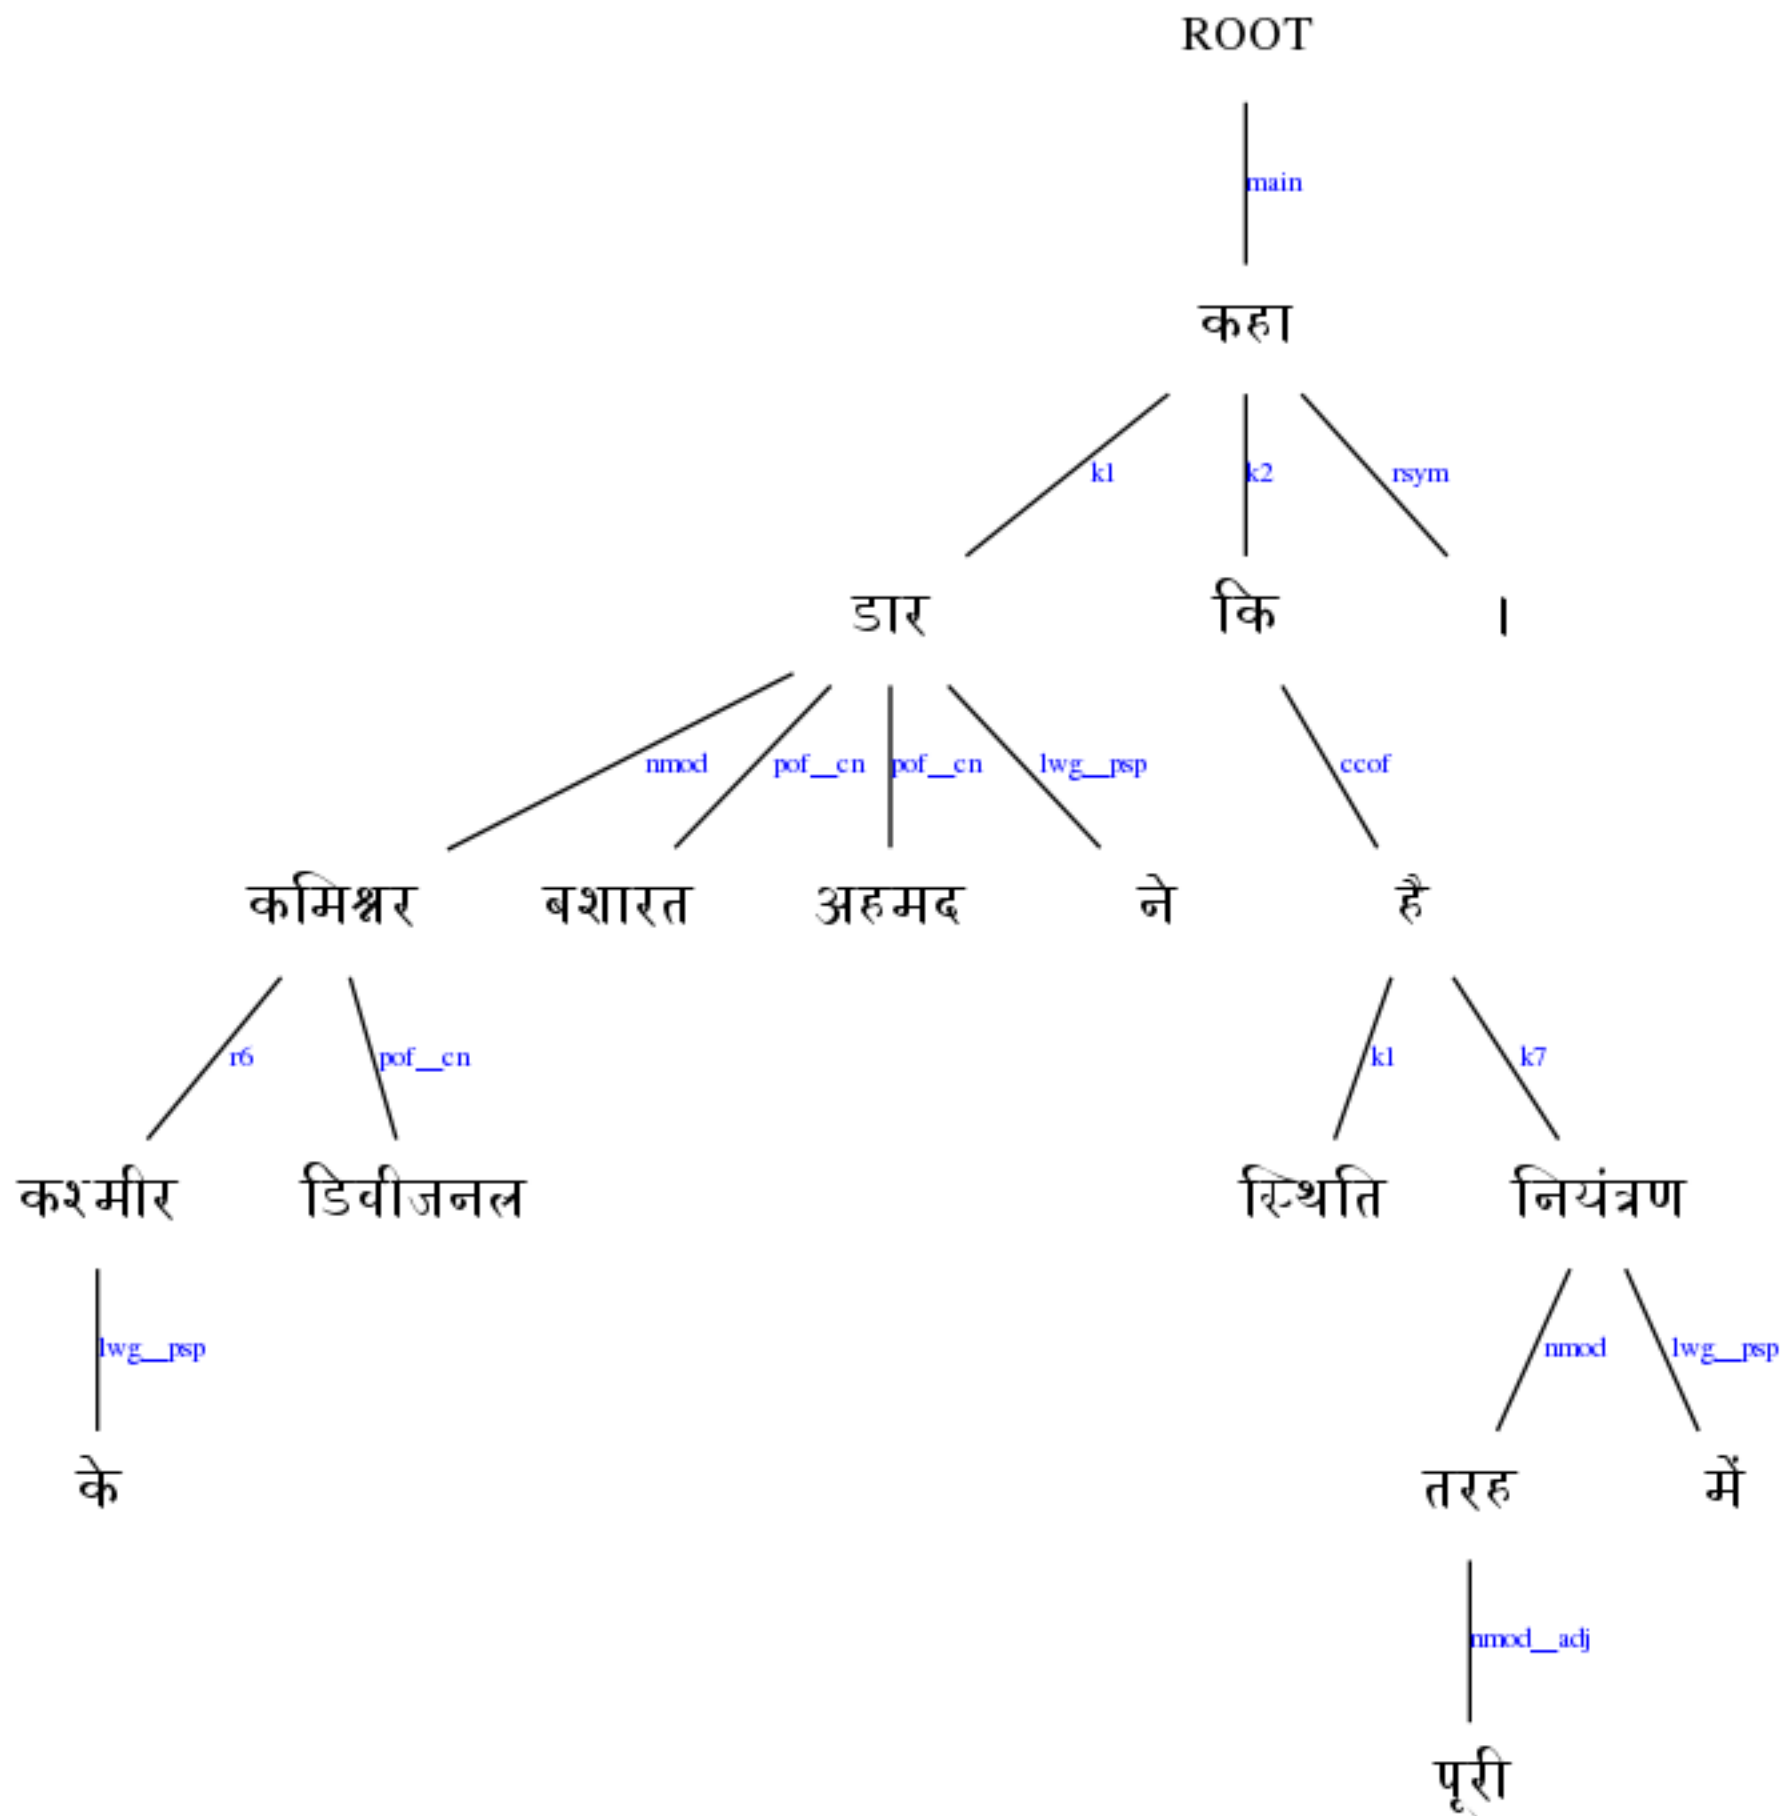 ROOT
main
कहा
k1 k2 rsym
डार कि ।
nmod pof__cn pof__cn lwg__psp ccof
कमिश्नर बशारत अहमद ने है
r6 pof__cn k1 k7
कश्मीर डिवीजनल स्थिति नियंत्रण
lwg__psp nmod lwg__psp
के तरह में
nmod__adj
पूरी